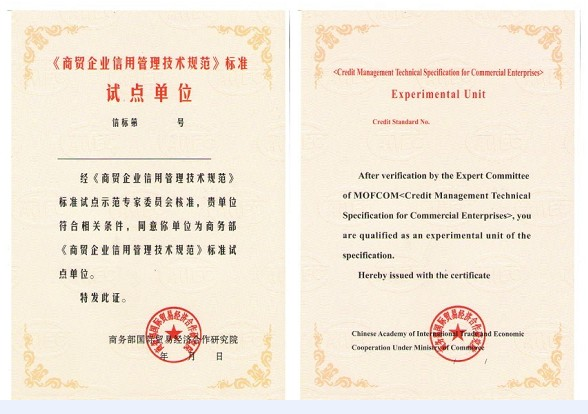 《商贸企业信用管理技术规范》标准
试点单位
信标第 号
经《商贸企业信用管理技术规范》
标准试点示范专家委员会核准，贵单位
符合相关条件，同意你单位为商务部
《商贸企业信用管理技术规范》标准试
点单位。
特发此证。
商务部国际贸易经济合作研究院
年 月 日
<Credit Management Technical Specification for Commercial Enterprises>
Experimental Unit
Credit Standard No.
After verification by the Expert Committee
of MOFCOM<Credit Management Technical
Specification for Commercial Enterprises>, you
are qualified as an experimental unit of the
specification.
Hereby issued with the certificate
Chinese Academy of International Trade and Economic
Cooperation Under Ministry of Committee
/ /